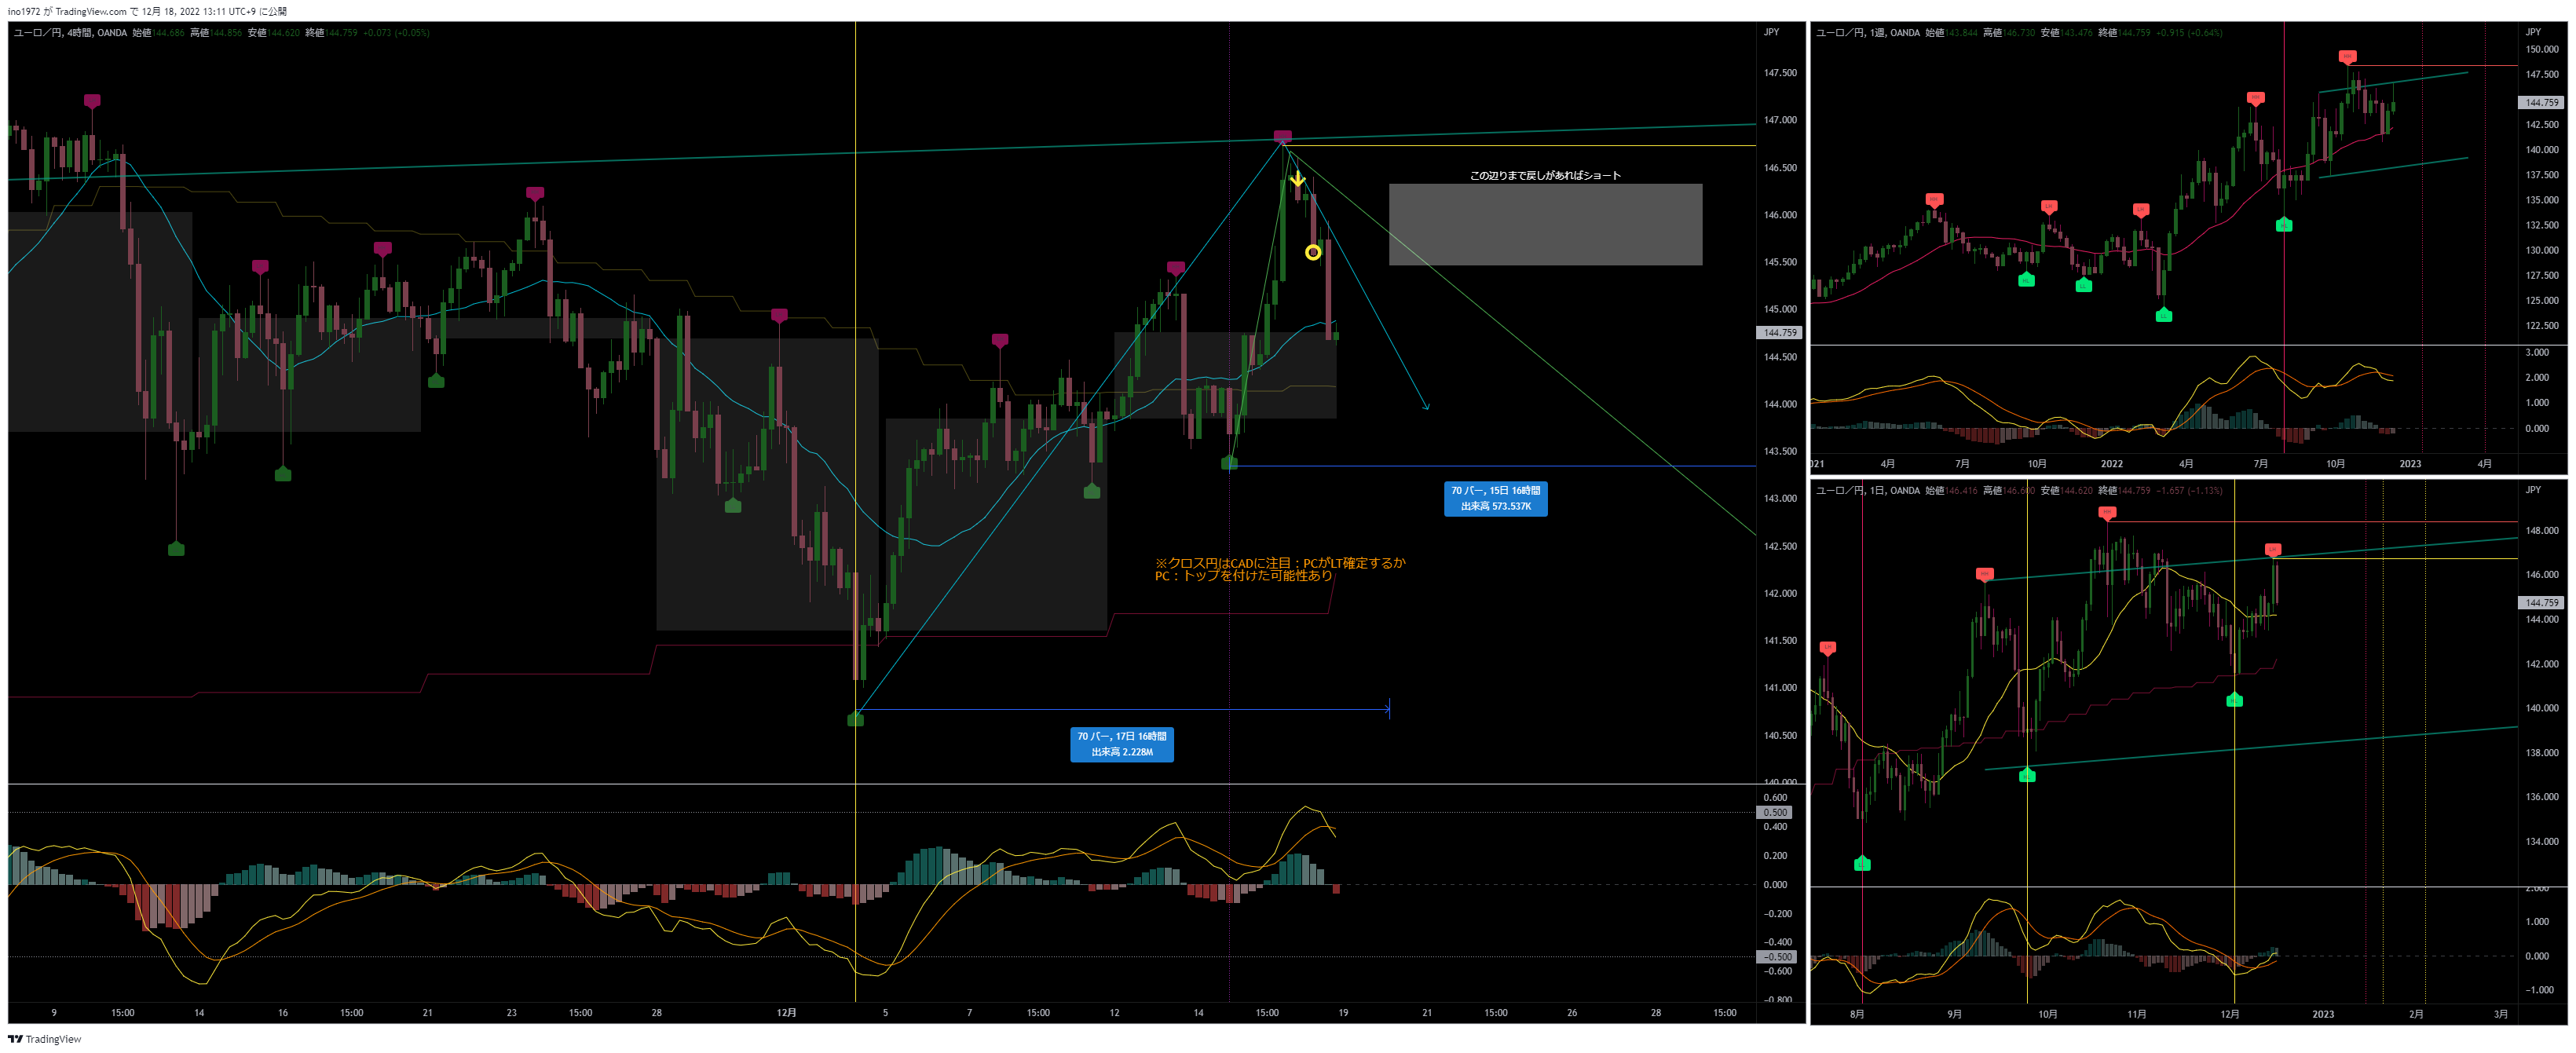 ino1972 が TradingView.com で 12月 18, 2022 13:11 UTC+9 に公開
ユーロ／円, 4時間, OANDA 始値144.686 高値144.856 安値144.620 終値144.759 +0.073 (+0.05%)
JPY
147.500
147.000
146.500
146.000
145.500
145.000
144.759
144.500
144.000
143.500
143.000
142.500
142.000
141.500
141.000
140.500
140.000
この辺りまで戻しがあればショート
70 バー, 15日 16時間
出来高 573.537K
※クロス円はCADに注目：PCがLT確定するか
PC：トップを付けた可能性あり
70 バー, 17日 16時間
出来高 2.228M
0.600
0.500
0.400
0.200
0.000
−0.200
−0.400
−0.500
−0.600
−0.800
9
15:00
14
16
15:00
21
23
15:00
28
12月
5
7
15:00
12
14
15:00
19
21
15:00
26
28
15:00
ユーロ／円, 1週, OANDA 始値143.844 高値146.730 安値143.476 終値144.759 +0.915 (+0.64%)
JPY
150.000
147.500
144.759
142.500
140.000
137.500
135.000
132.500
130.000
127.500
125.000
122.500
3.000
2.000
1.000
0.000
021
4月
7月
10月
2022
4月
7月
10月
2023
4月
ユーロ／円, 1日, OANDA 始値146.416 高値146.600 安値144.620 終値144.759 −1.657 (−1.13%)
JPY
148.000
146.000
144.759
144.000
142.000
140.000
138.000
136.000
134.000
2.000
1.000
0.000
−1.000
8月
9月
10月
11月
12月
2023
2月
3月
TradingView